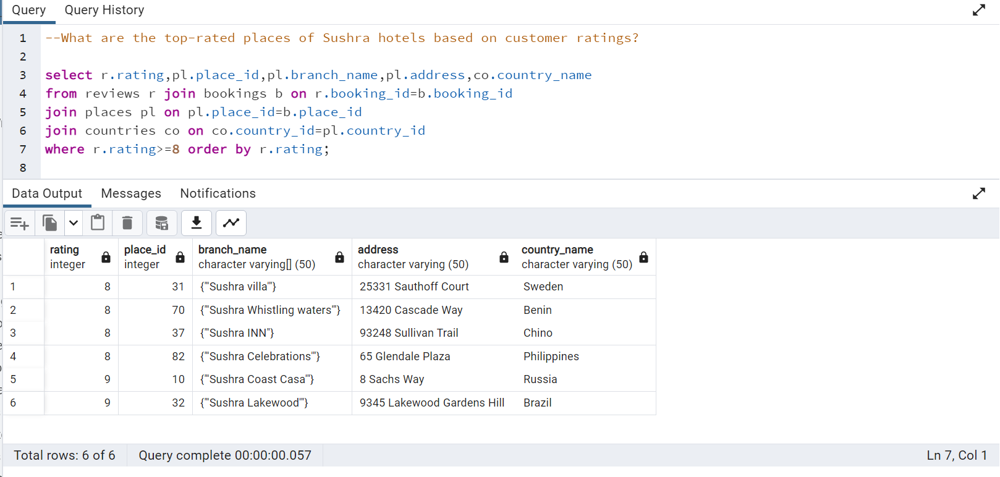 Query Query History
1 --What are the top-rated places of Sushra hotels based on customer ratings?
2
3 select r.rating,pl.place_id,pl.branch_name,pl.address,co.country_name
4 from reviews r join bookings b on r.booking_id=b.booking_id
5 join places pl on pl.place_id=b.place_id
6 join countries co on co.country_id=pl.country_id
7 where r.rating>=8 order by r.rating;
8
Data Output Messages Notifications
rating place_id branch_name address country_name
integer integer character varying[] (50) character varying (50) character varying (50)
1 8 31 {"'Sushra villa'"} 25331 Sauthoff Court Sweden
2 8 70 {"'Sushra Whistling waters'"} 13420 Cascade Way Benin
3 8 37 {"'Sushra INN'"} 93248 Sullivan Trail Chino
4 8 82 {"'Sushra Celebrations'"} 65 Glendale Plaza Philippines
5 9 10 {"'Sushra Coast Casa'"} 8 Sachs Way Russia
6 9 32 {"'Sushra Lakewood'"} 9345 Lakewood Gardens Hill Brazil
Total rows: 6 of 6 Query complete 00:00:00.057 Ln 7, Col 1